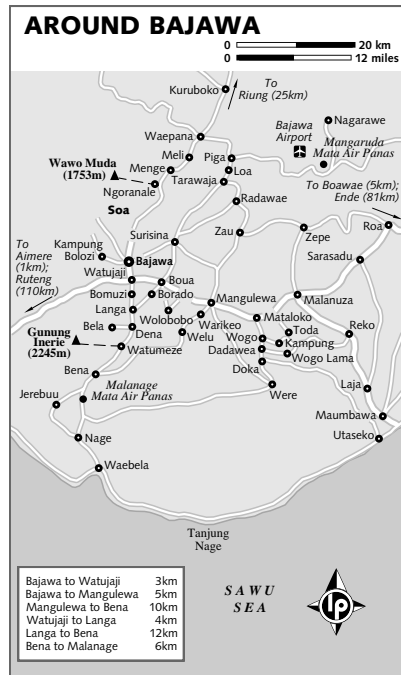 AROUND BAJAWA
0 20 km
0 12 miles
To
Riung (25km)
Kuruboko
Nagarawe
Bajawa
Airport
Waepana
Mangaruda
Mata Air Panas
Meli
Piga
Wawo Muda
(1753m)
Menge
Loa
Tarawaja
Ngoranale
To Boawae (5km);
Ende (81km)
Radawae
Soa
Roa
Surisina
Zau
Zepe
To
Aimere
(1km);
Ruteng
(110km)
Kampung
Bolozi
Bajawa
Sarasadu
Watujaji
Boua
Bomuzi
Borado
Mangulewa
Malanuza
Langa
Wolobobo
Warikeo
Mataloko
Toda
Gunung
Inerie
(2245m)
Bela
Dena
Welu
Wogo
Kampung
Reko
Watumeze
Dadawea
Wogo Lama
Doka
Bena
Malanage
Mata Air Panas
Were
Laja
Jerebuu
Maumbawa
Nage
Utaseko
Waebela
Tanjung
Nage
SAWU
SEA
Bajawa to Watujaji 3km
Bajawa to Mangulewa 5km
Mangulewa to Bena 10km
Watujaji to Langa 4km
Langa to Bena 12km
Bena to Malanage 6km
lp